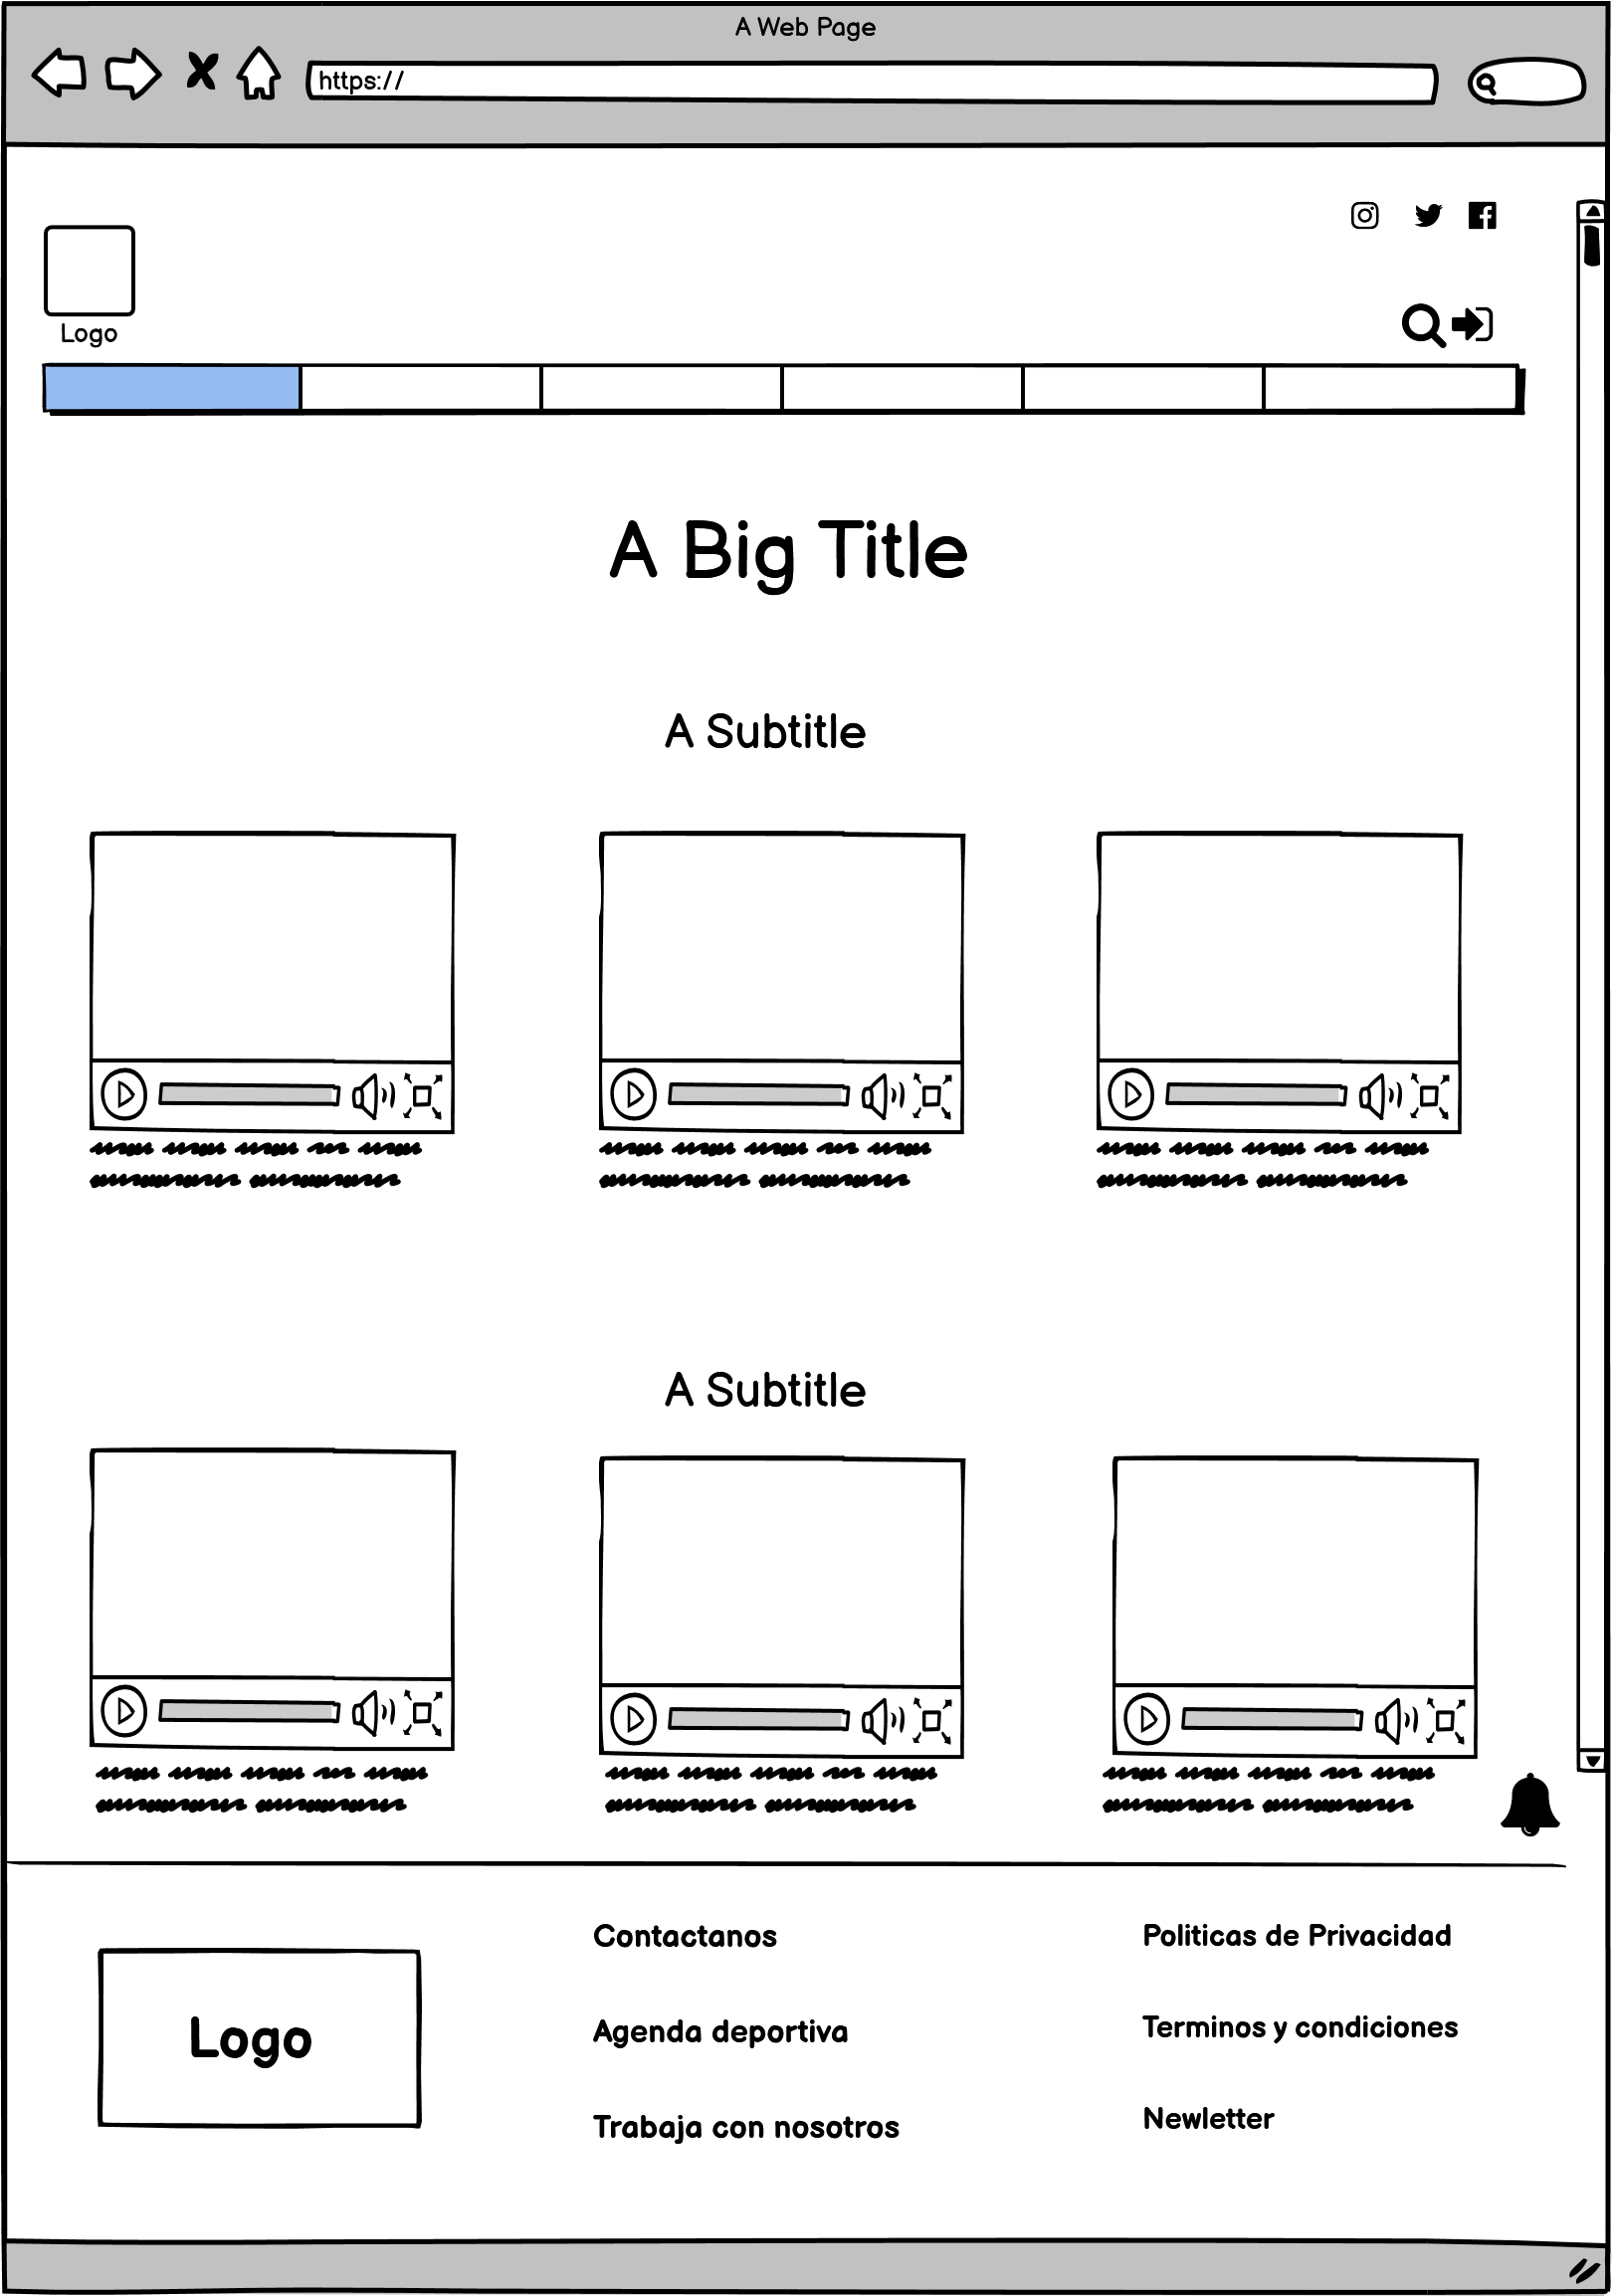 A Web Page
https://
Logo
A Big Title
A Subtitle
A Subtitle
Contactanos
Politicas de Privacidad
Logo
Agenda deportiva
Terminos y condiciones
Trabaja con nosotros
Newletter